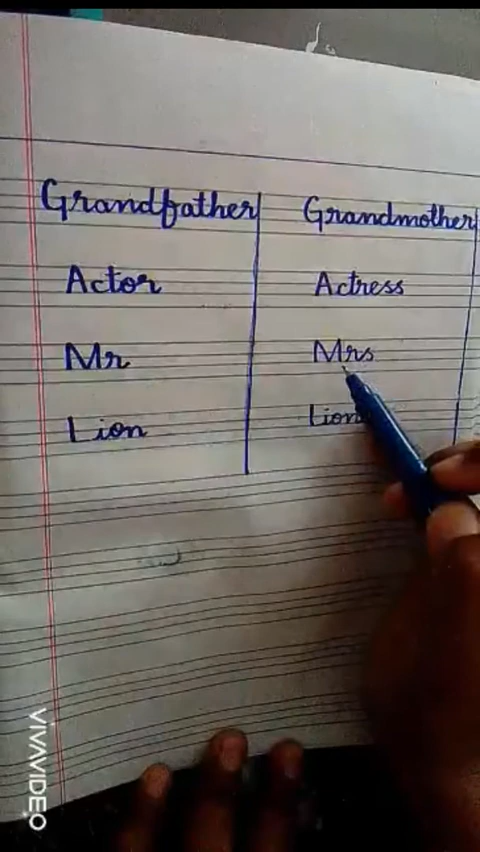 Grandfather Grandmother
Actor Actress
Mr Mrs
Lion
VIVAVIDEO